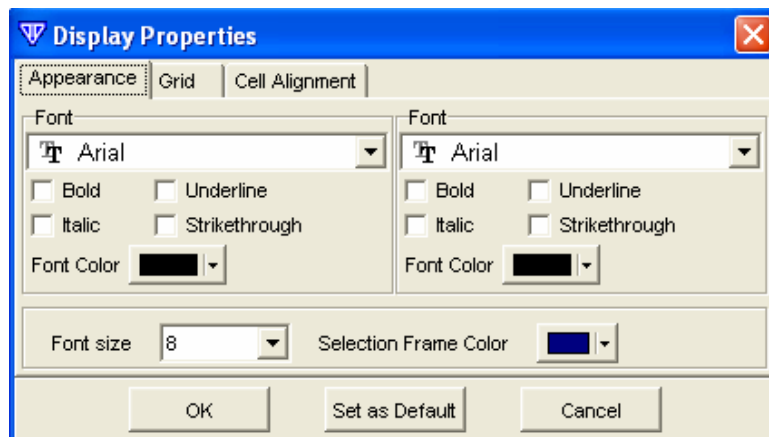 Display Properties
Appearance Grid Cell Alignment
Font Font
Arial Arial
Bold Underline Bold Underline
Italic Strikethrough Italic Strikethrough
Font Color Font Color
Font size 8 Selection Frame Color
OK Set as Default Cancel